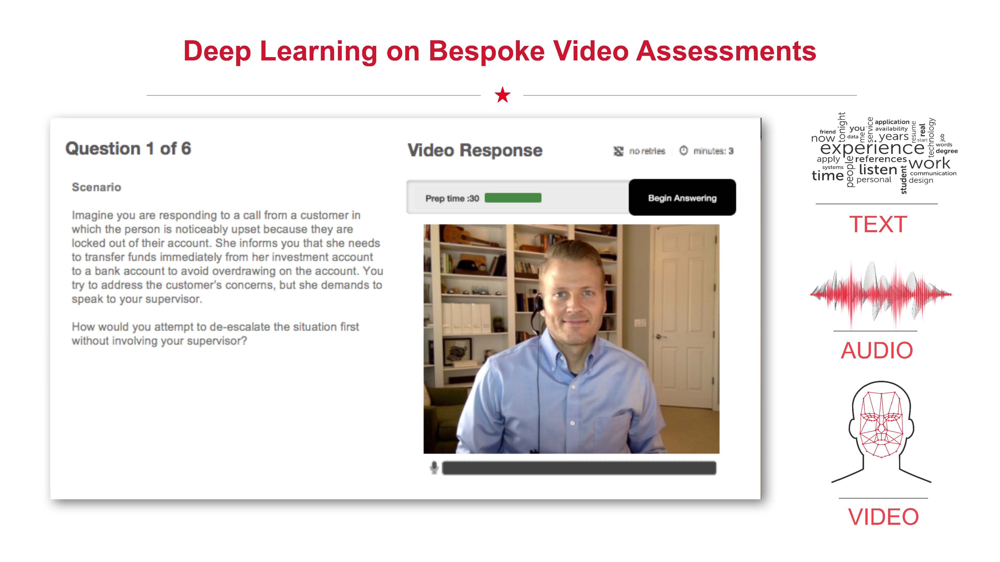 Deep Learning on Bespoke Video Assessments
Question 1 of 6
Scenario
Imagine you are responding to a call from a customer in
which the person is noticeably upset because they are
locked out of their account. She informs you that she needs
to transfer funds immediately from her investment account
to a bank account to avoid overdrawing on the account. You
try to address the customer's concerns, but she demands to
speak to your supervisor.
How would you attempt to de-escalate the situation first
without involving your supervisor?
Video Response
no retries
minutes: 3
Prep time :30
Begin Answering
friend
now
tonight
you
data
men
service
application
availability
years
resume
start
real
technology
job
words
degree
experience
apply
systems
time
people
references
listen
personal
student
work
communication
design
TEXT
AUDIO
VIDEO